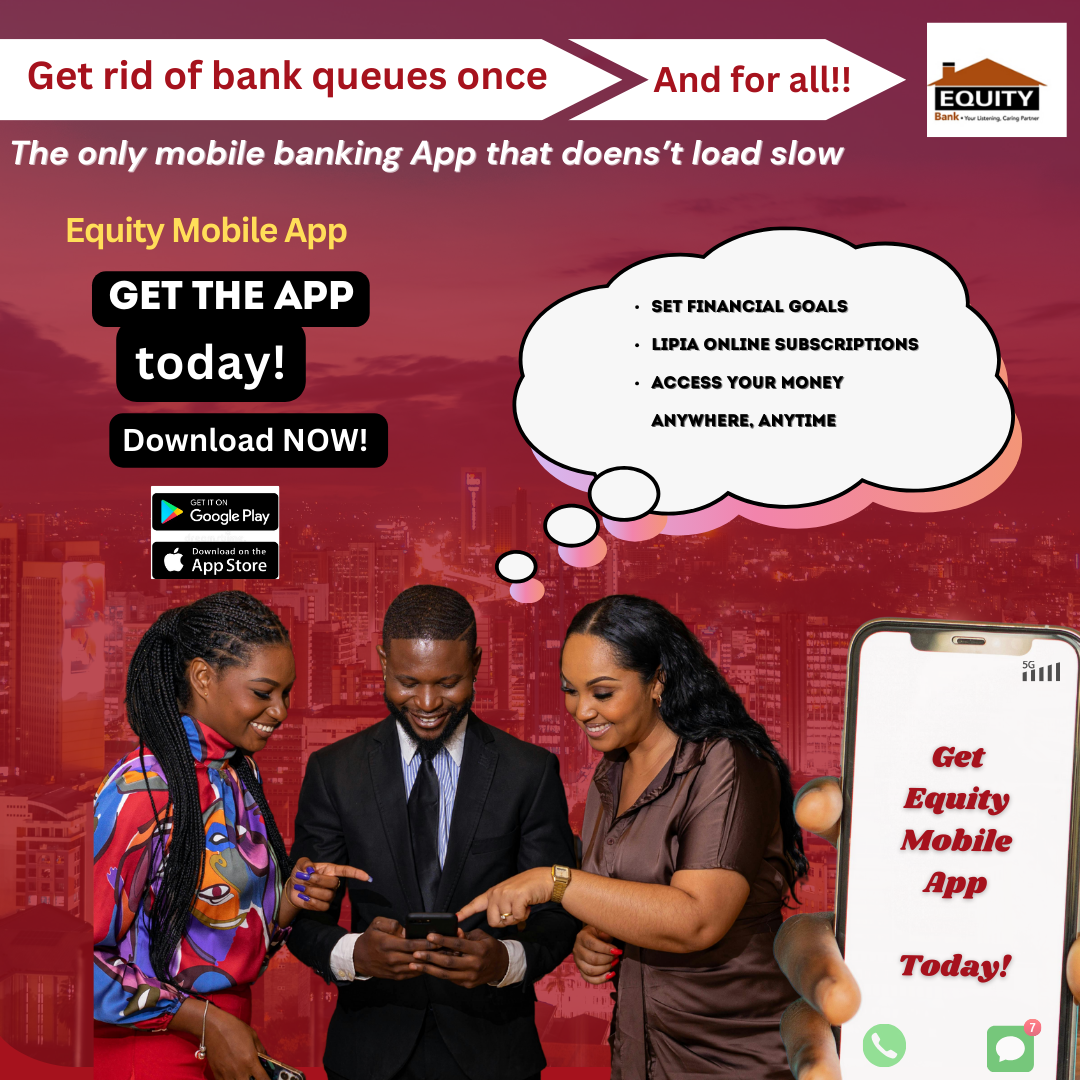 Get rid of bank queues once
And for all!!
EQUITY
Bank • Your Listening, Caring Partner
The only mobile banking App that doens't load slow
Equity Mobile App
GET THE APP
today!
Download NOW!
GET IT ON
Google Play
Download on the
App Store
• SET FINANCIAL GOALS
• LIPIA ONLINE SUBSCRIPTIONS
• ACCESS YOUR MONEY
ANYWHERE, ANYTIME
5G
Get
Equity
Mobile
App
Today!
7